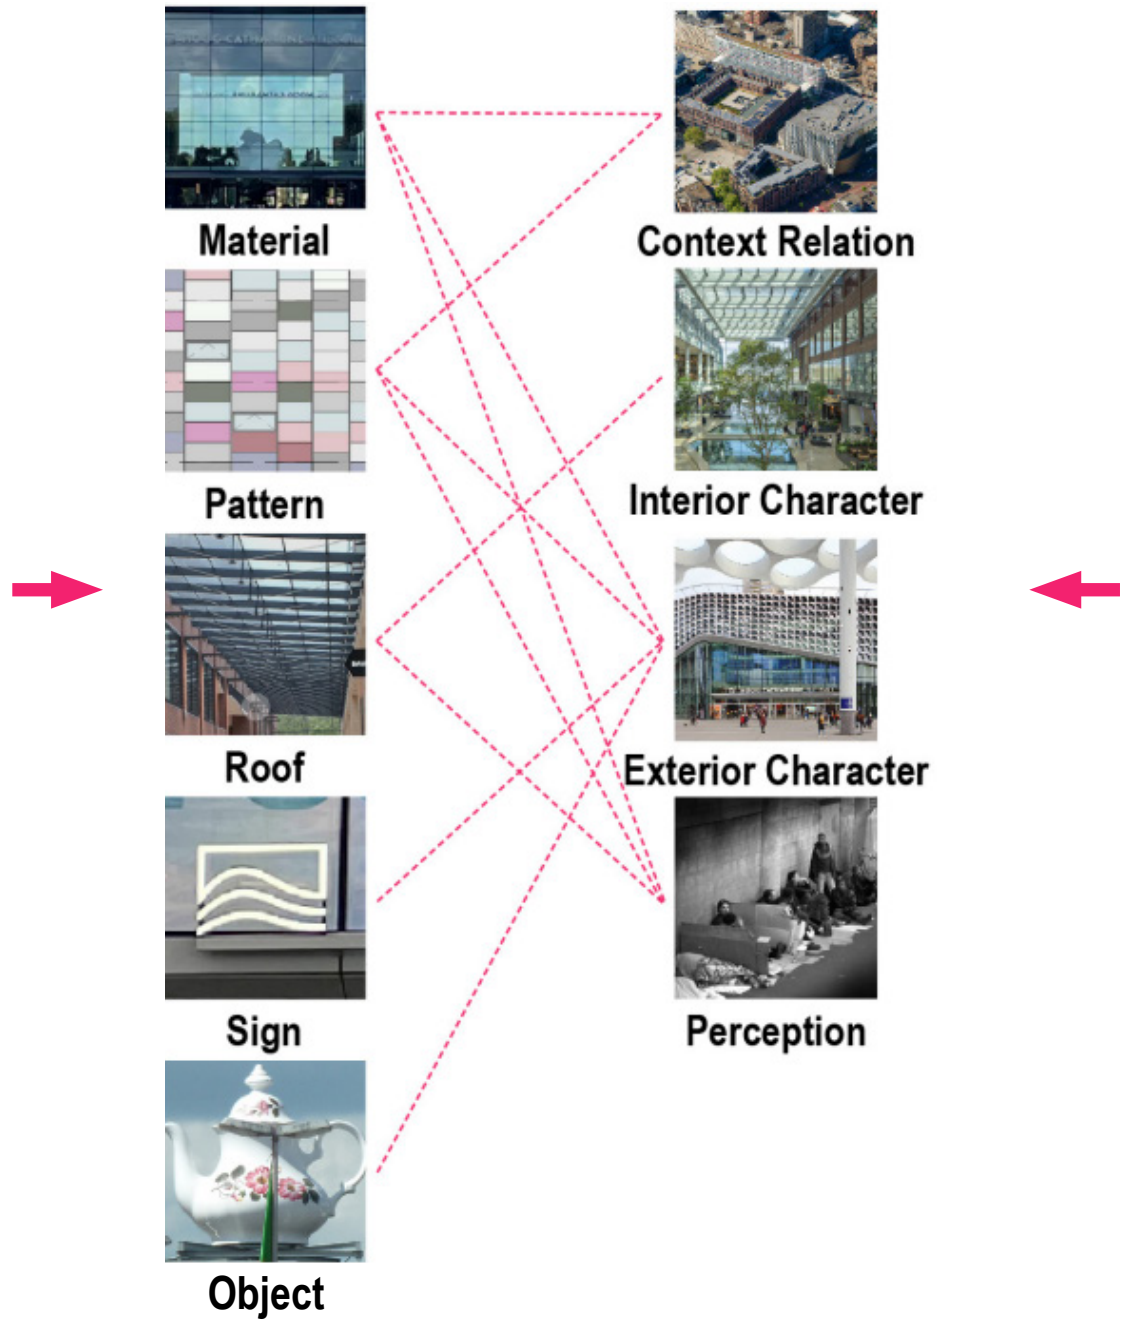 Material
Context Relation
Pattern
Interior Character
Roof
Exterior Character
Sign
Perception
Object